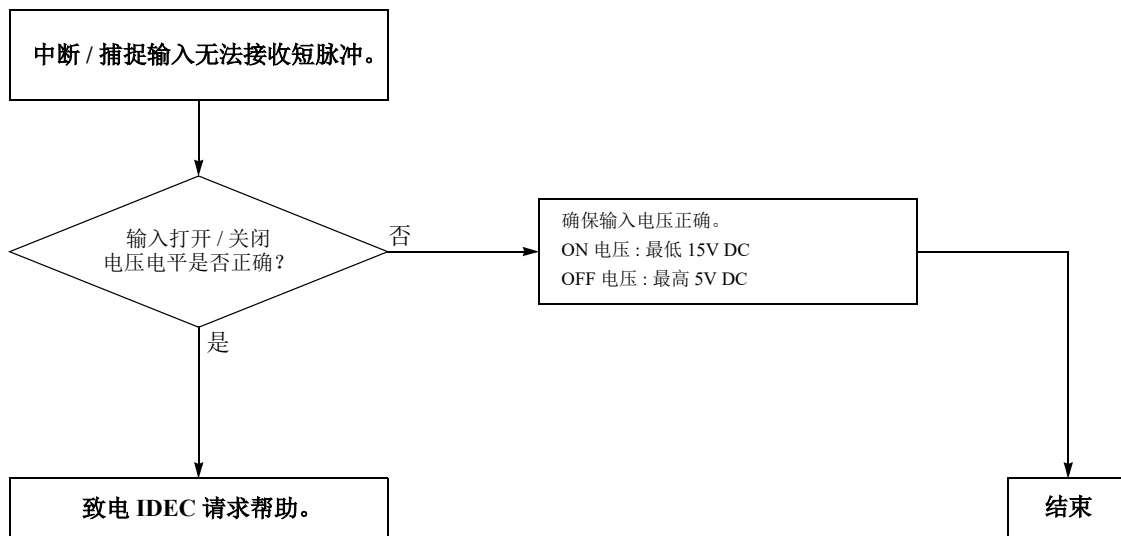 中断 / 捕捉输入无法接收短脉冲。
输入打开 / 关闭
电压电平是否正确？
否
确保输入电压正确。
ON 电压 : 最低 15V DC
OFF 电压 : 最高 5V DC
是
致电 IDEC 请求帮助。
结束